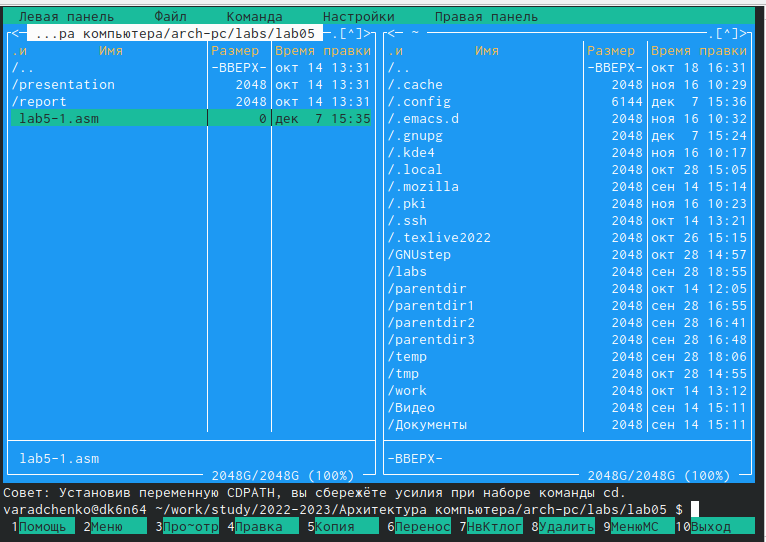 Левая панель Файл Команда Настройки Правая панель
<- ...ра компьютера/arch-pc/labs/lab05 -.[^]> <- ~ .[^]>
.и Имя Размер Время правки .и Имя Размер Время правки
/.. -ВВЕРХ- окт 14 13:31 /.. -ВВЕРХ- окт 18 16:31
/presentation 2048 окт 14 13:31 /.cache 2048 ноя 16 10:29
/report 2048 окт 14 13:31 /.config 6144 дек 7 15:36
lab5-1.asm 0 дек 7 15:35 /.emacs.d 2048 ноя 16 10:32
/.gnupg 2048 дек 7 15:24
/.kde4 2048 ноя 16 10:17
/.local 2048 окт 28 15:05
/.mozilla 2048 сен 14 15:14
/.pki 2048 ноя 16 10:23
/.ssh 2048 окт 14 13:21
/.texlive2022 2048 окт 26 15:15
/GNUstep 2048 окт 28 14:57
/labs 2048 сен 28 18:55
/parentdir 2048 окт 14 12:05
/parentdir1 2048 сен 28 16:55
/parentdir2 2048 сен 28 16:41
/parentdir3 2048 сен 28 16:48
/temp 2048 сен 28 18:06
/tmp 2048 окт 28 14:55
/work 2048 окт 14 13:12
/Видео 2048 сен 14 15:11
/Документы 2048 сен 14 15:11
lab5-1.asm -ВВЕРХ-
2048G/2048G (100%) 2048G/2048G (100%)
Совет: Установив переменную CDPATH, вы сбережёте усилия при наборе команды cd.
varadchenko@dk6n64 ~/work/study/2022-2023/Архитектура компьютера/arch-pc/labs/lab05 $
1Помощь 2Меню 3Про~отр 4Правка 5Копия 6Перенос 7НвКтлог 8Удалить 9МенюМС 10Выход